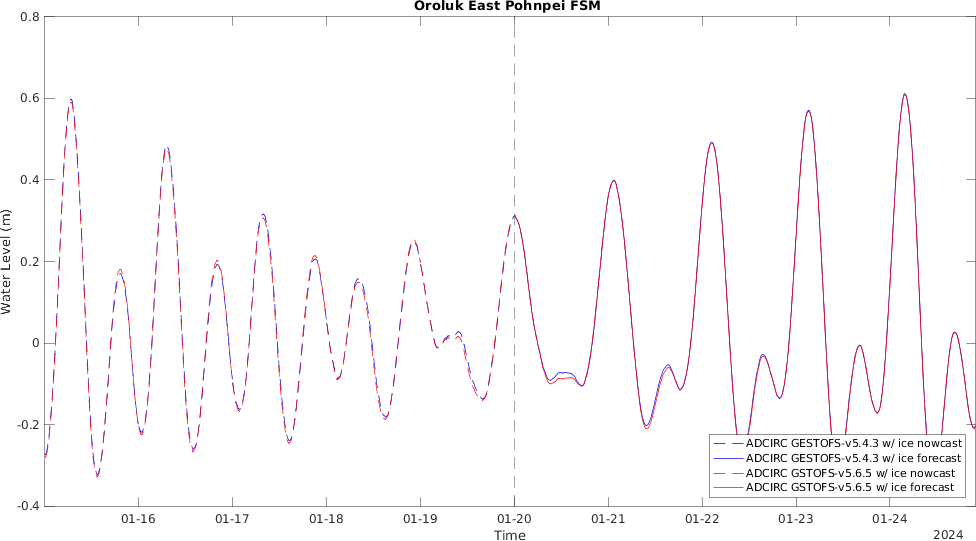 Oroluk East Pohnpei FSM
0.8
0.6
0.4
0.2
0
-0.2
-0.4
Water Level (m)
ADCIRC GESTOFS-v5.4.3 w/ ice nowcast
ADCIRC GESTOFS-v5.4.3 w/ ice forecast
ADCIRC GSTOFS-v5.6.5 w/ ice nowcast
ADCIRC GSTOFS-v5.6.5 w/ ice forecast
01-16 01-17 01-18 01-19 01-20 01-21 01-22 01-23 01-24
Time
2024